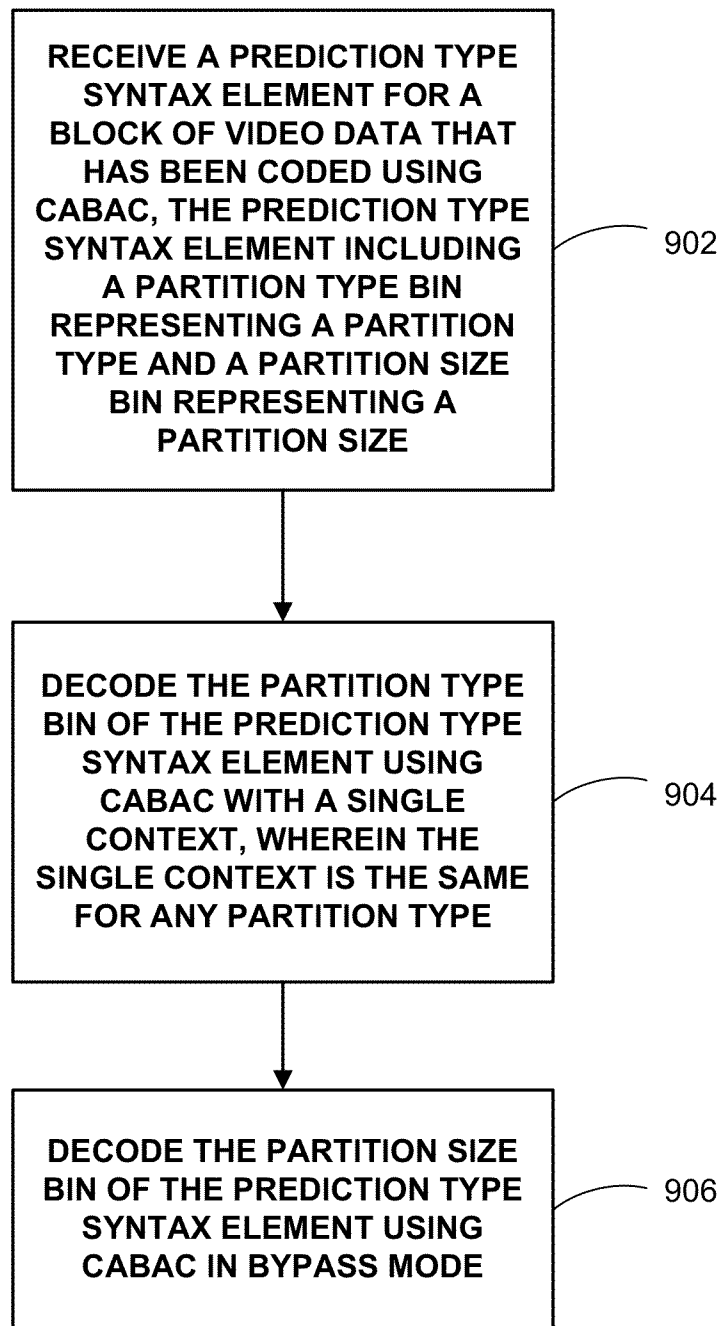 RECEIVE A PREDICTION TYPE
SYNTAX ELEMENT FOR A
BLOCK OF VIDEO DATA THAT
HAS BEEN CODED USING
CABAC, THE PREDICTION TYPE
SYNTAX ELEMENT INCLUDING
A PARTITION TYPE BIN
REPRESENTING A PARTITION
TYPE AND A PARTITION SIZE
BIN REPRESENTING A
PARTITION SIZE
902
DECODE THE PARTITION TYPE
BIN OF THE PREDICTION TYPE
SYNTAX ELEMENT USING
CABAC WITH A SINGLE
CONTEXT, WHEREIN THE
SINGLE CONTEXT IS THE SAME
FOR ANY PARTITION TYPE
904
DECODE THE PARTITION SIZE
BIN OF THE PREDICTION TYPE
SYNTAX ELEMENT USING
CABAC IN BYPASS MODE
906